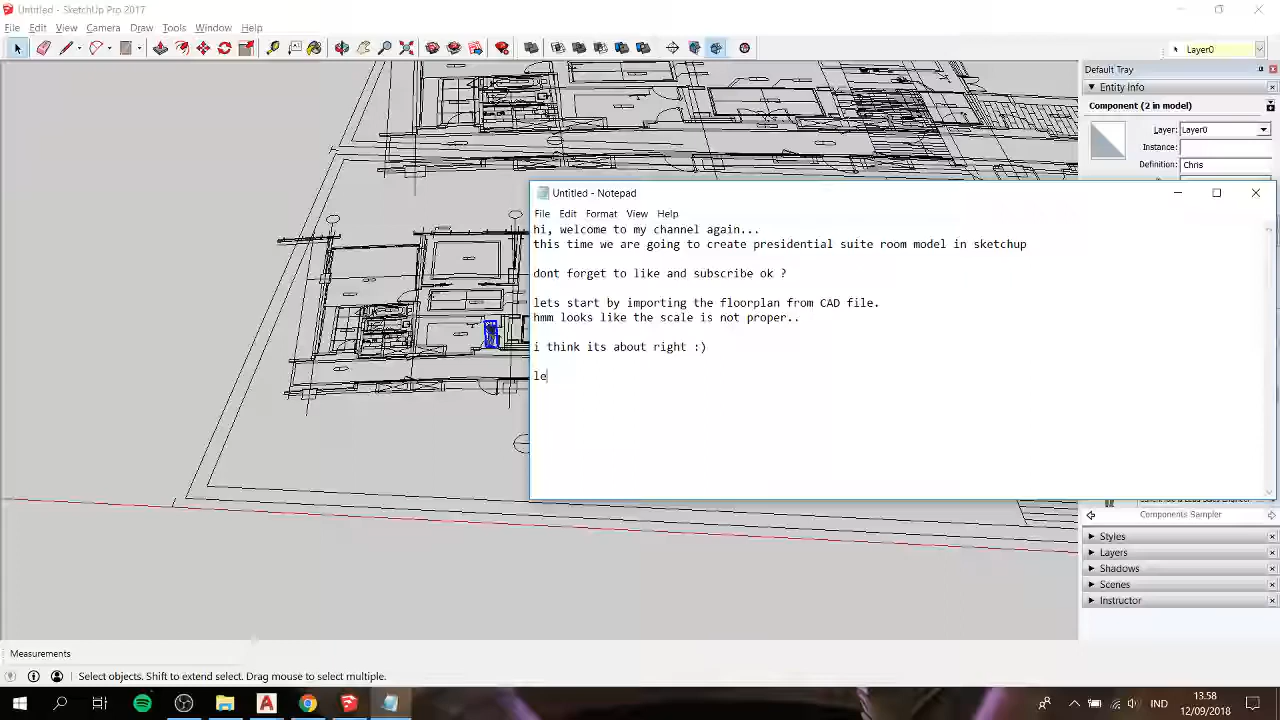 Untitled - SketchUp Pro 2017
File Edit View Camera Draw Tools Window Help
Layer0
Default Tray
Entity Info
Component (2 in model)
Layer: Layer0
Instance:
Definition: Chris
Untitled - Notepad
File Edit Format View Help
hi, welcome to my channel again...
this time we are going to create presidential suite room model in sketchup
dont forget to like and subscribe ok ?
lets start by importing the floorplan from CAD file.
hmm looks like the scale is not proper..
i think its about right :)
le
Components Sampler
Styles
Layers
Shadows
Scenes
Instructor
Measurements
Select objects. Shift to extend select. Drag mouse to select multiple.
IND
13.58
12/09/2018